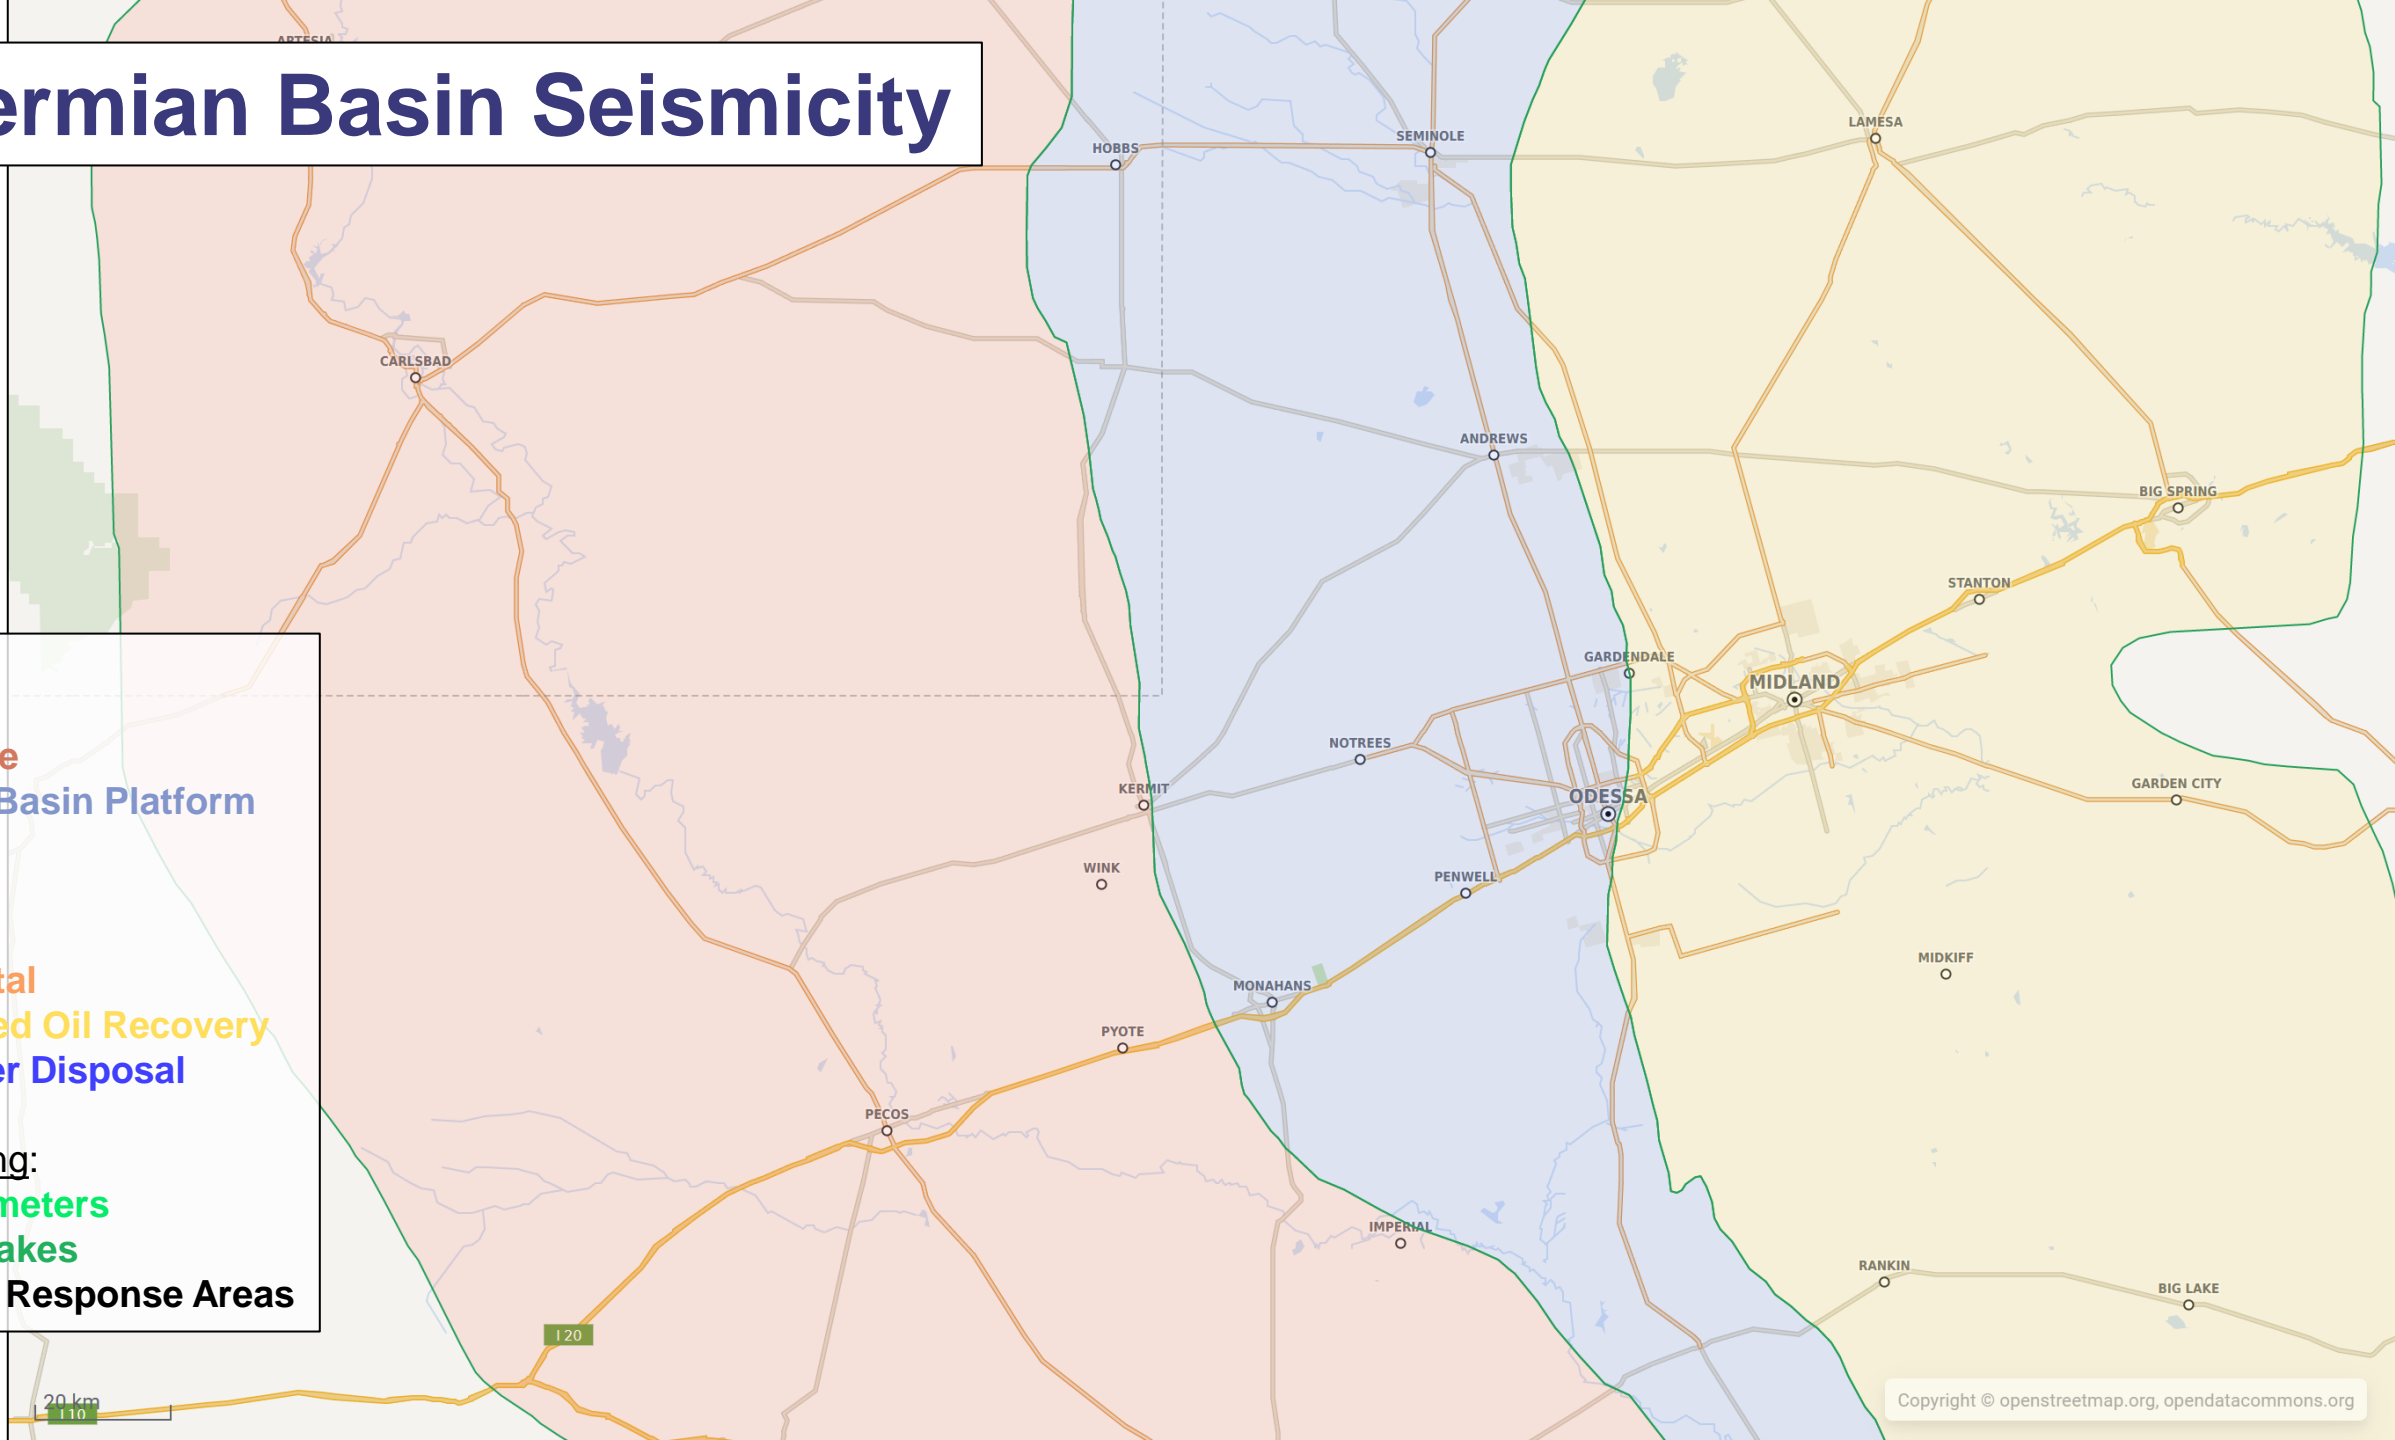 ARTESIA
ermian Basin Seismicity
HOBBS
SEMINOLE
LAMESA
CARLSBAD
ANDREWS
BIG SPRING
STANTON
GARDENDALE
MIDLAND
NOTREES
ODESSA
KERMIT
GARDEN CITY
WINK
PENWELL
MIDKIFF
MONAHANS
PYOTE
PECOS
IMPERIAL
RANKIN
BIG LAKE
e
Basin Platform
tal
ed Oil Recovery
er Disposal
ng:
meters
akes
Response Areas
I 20
20 km
I 10
Copyright © openstreetmap.org, opendatacommons.org